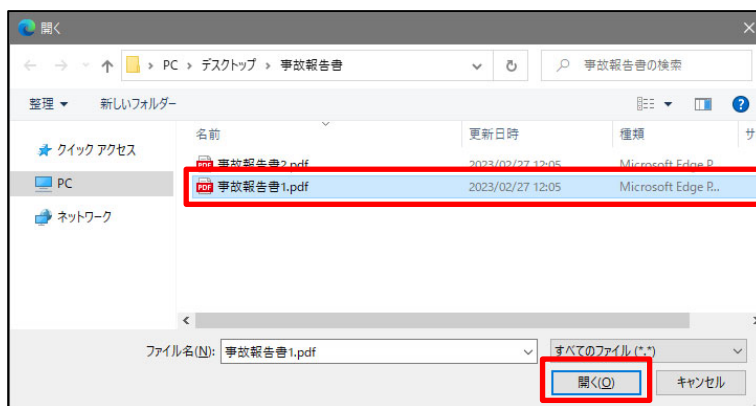 開く
PC › デスクトップ › 事故報告書
事故報告書の検索
整理 新しいフォルダー
名前 更新日時 種類 サ
クイック アクセス
PC
ネットワーク
事故報告書2.pdf 2023/02/27 12:05 Microsoft Edge P...
PDF 事故報告書1.pdf 2023/02/27 12:05 Microsoft Edge P...
ファイル名(N): 事故報告書1.pdf すべてのファイル (*.*)
開く(O) キャンセル